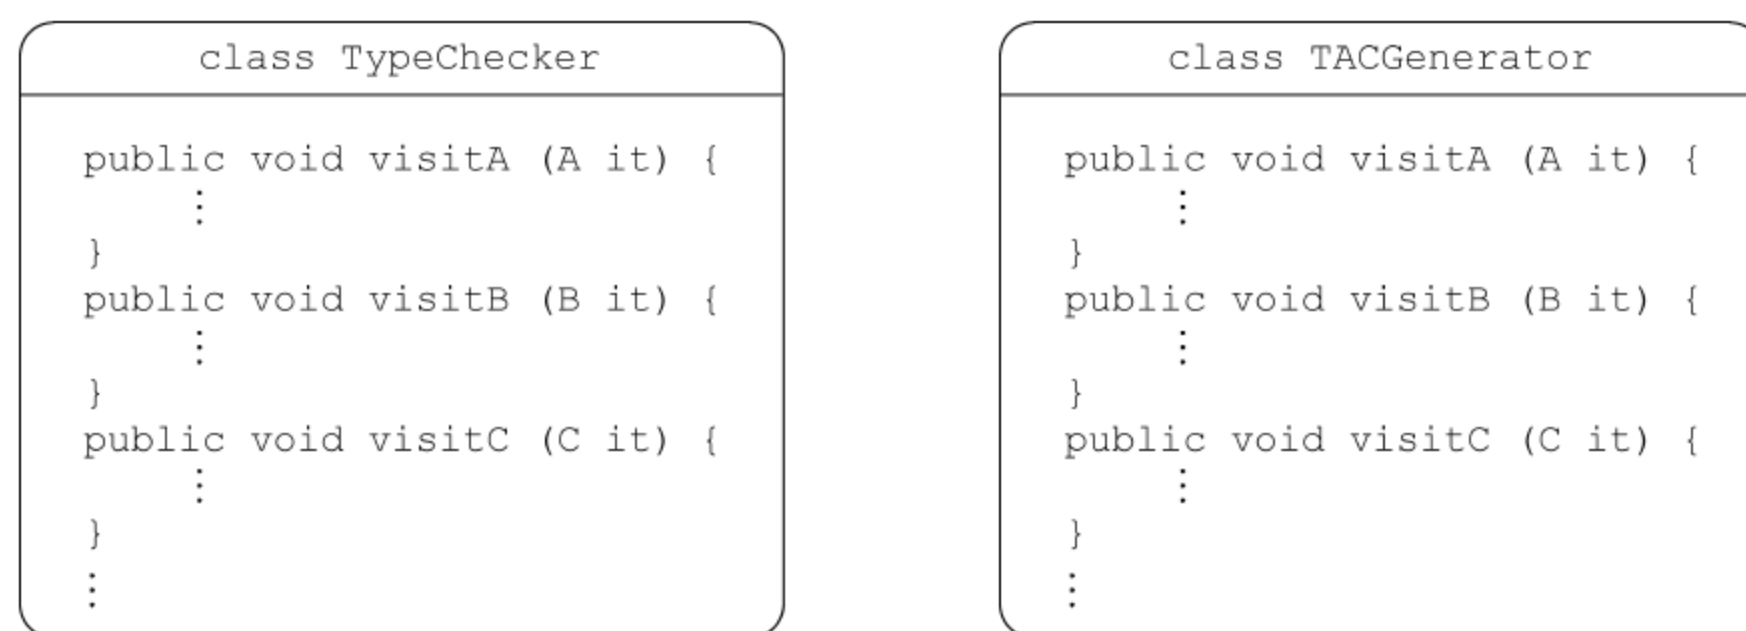 class TypeChecker
public void visitA (A it) {
⋮
}
public void visitB (B it) {
⋮
}
public void visitC (C it) {
⋮
}
⋮
class TACGenerator
public void visitA (A it) {
⋮
}
public void visitB (B it) {
⋮
}
public void visitC (C it) {
⋮
}
⋮